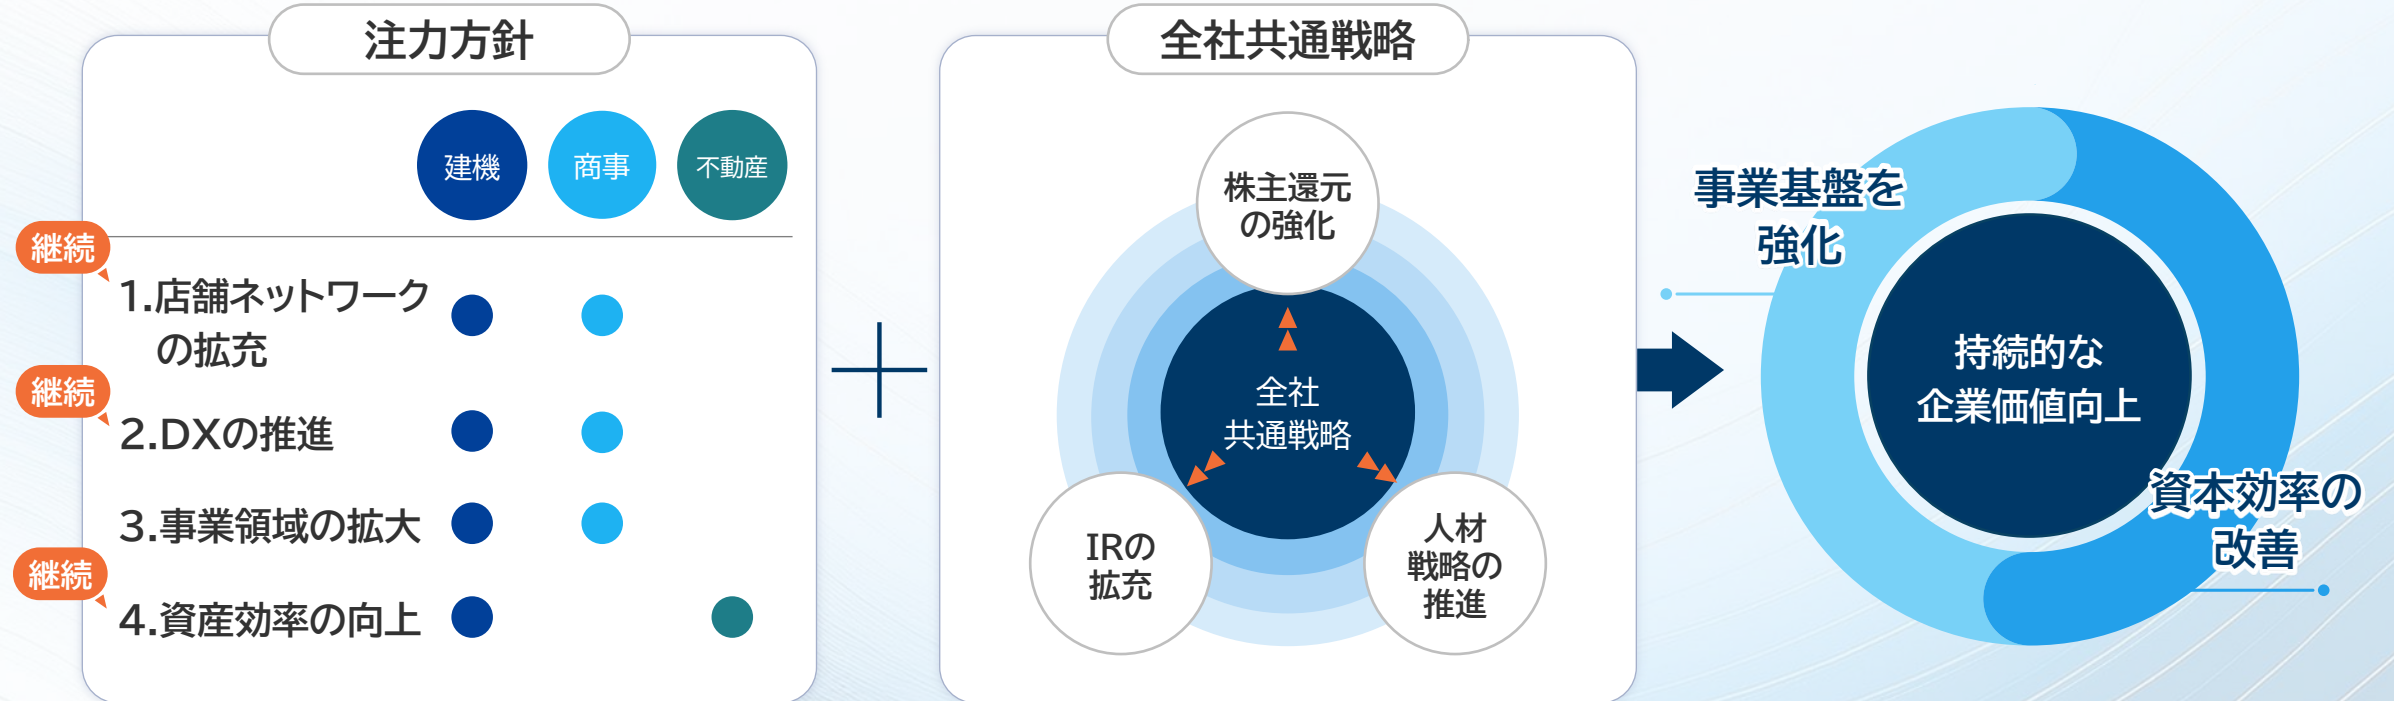 注力方針
建機
商事
不動産
継続
1.店舗ネットワーク
の拡充
継続
2.DXの推進
3.事業領域の拡大
継続
4.資産効率の向上
全社共通戦略
株主還元
の強化
全社
共通戦略
IRの
拡充
人材
戦略の
推進
事業基盤を
強化
持続的な
企業価値向上
資本効率の
改善